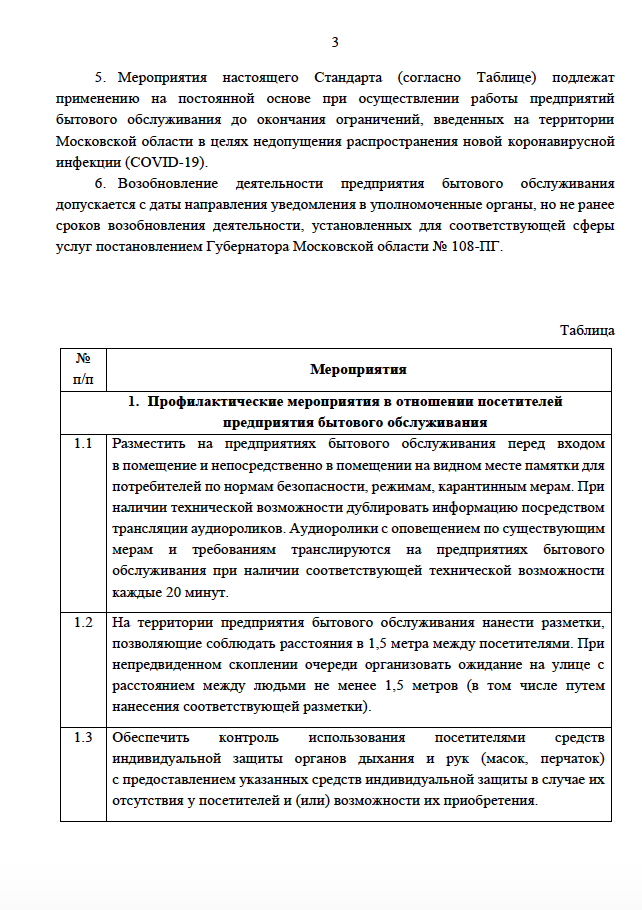 3
5. Мероприятия настоящего Стандарта (согласно Таблице) подлежат
применению на постоянной основе при осуществлении работы предприятий
бытового обслуживания до окончания ограничений, введенных на территории
Московской области в целях недопущения распространения новой коронавирусной
инфекции (COVID-19).
6. Возобновление деятельности предприятия бытового обслуживания
допускается с даты направления уведомления в уполномоченные органы, но не ранее
сроков возобновления деятельности, установленных для соответствующей сферы
услуг постановлением Губернатора Московской области № 108-ПГ.
Таблица
№
п/п
Мероприятия
1. Профилактические мероприятия в отношении посетителей
предприятия бытового обслуживания
1.1 Разместить на предприятиях бытового обслуживания перед входом
в помещение и непосредственно в помещении на видном месте памятки для
потребителей по нормам безопасности, режимам, карантинным мерам. При
наличии технической возможности дублировать информацию посредством
трансляции аудиороликов. Аудиоролики с оповещением по существующим
мерам и требованиям транслируются на предприятиях бытового
обслуживания при наличии соответствующей технической возможности
каждые 20 минут.
1.2 На территории предприятия бытового обслуживания нанести разметки,
позволяющие соблюдать расстояния в 1,5 метра между посетителями. При
непредвиденном скоплении очереди организовать ожидание на улице с
расстоянием между людьми не менее 1,5 метров (в том числе путем
нанесения соответствующей разметки).
1.3 Обеспечить контроль использования посетителями средств
индивидуальной защиты органов дыхания и рук (масок, перчаток)
с предоставлением указанных средств индивидуальной защиты в случае их
отсутствия у посетителей и (или) возможности их приобретения.